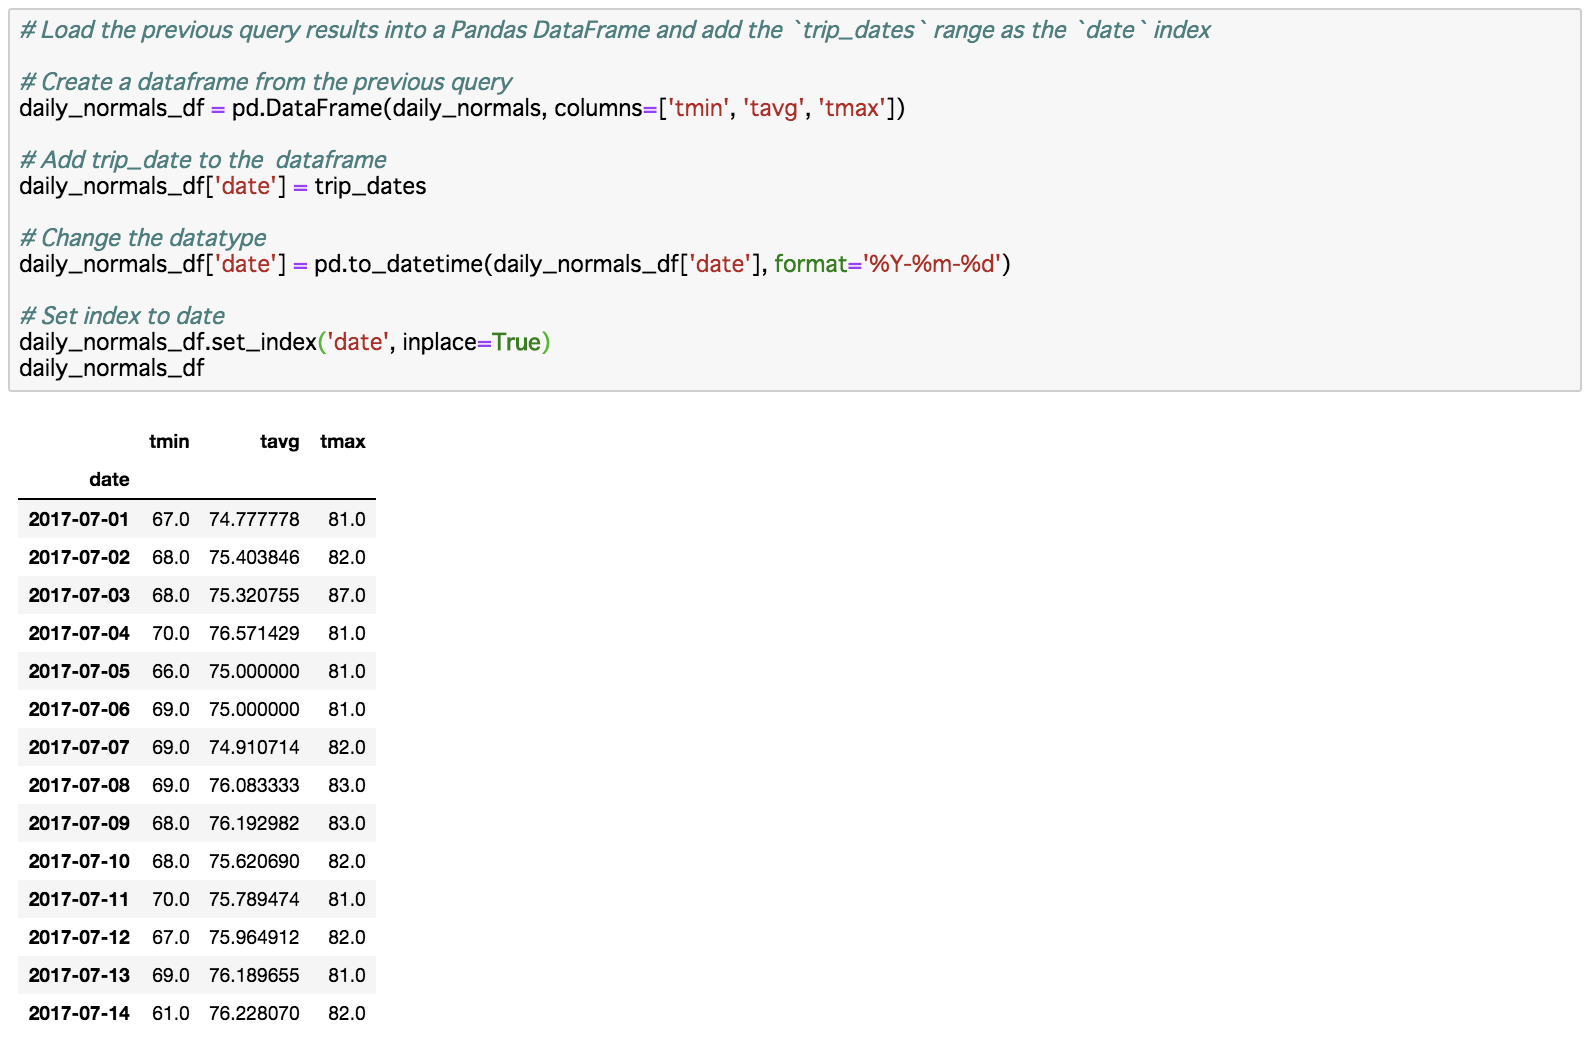 # Load the previous query results into a Pandas DataFrame and add the `trip_dates` range as the `date` index
# Create a dataframe from the previous query
daily_normals_df = pd.DataFrame(daily_normals, columns=['tmin', 'tavg', 'tmax'])
# Add trip_date to the  dataframe
daily_normals_df['date'] = trip_dates
# Change the datatype
daily_normals_df['date'] = pd.to_datetime(daily_normals_df['date'], format='%Y-%m-%d')
# Set index to date
daily_normals_df.set_index('date', inplace=True)
daily_normals_df
tmin tavg tmax
date
2017-07-01 67.0 74.777778 81.0
2017-07-02 68.0 75.403846 82.0
2017-07-03 68.0 75.320755 87.0
2017-07-04 70.0 76.571429 81.0
2017-07-05 66.0 75.000000 81.0
2017-07-06 69.0 75.000000 81.0
2017-07-07 69.0 74.910714 82.0
2017-07-08 69.0 76.083333 83.0
2017-07-09 68.0 76.192982 83.0
2017-07-10 68.0 75.620690 82.0
2017-07-11 70.0 75.789474 81.0
2017-07-12 67.0 75.964912 82.0
2017-07-13 69.0 76.189655 81.0
2017-07-14 61.0 76.228070 82.0